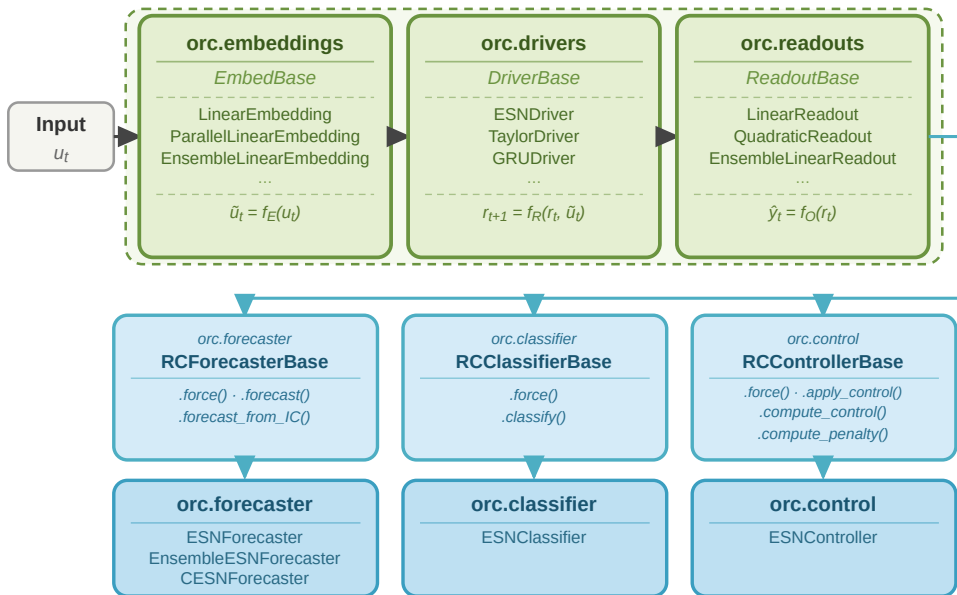 Input
u_t
orc.embeddings
EmbedBase
LinearEmbedding
ParallelLinearEmbedding
EnsembleLinearEmbedding
...
ũ_t = f_E(u_t)
orc.drivers
DriverBase
ESNDriver
TaylorDriver
GRUDriver
...
r_{t+1} = f_R(r_t, ũ_t)
orc.readouts
ReadoutBase
LinearReadout
QuadraticReadout
EnsembleLinearReadout
...
ŷ_t = f_O(r_t)
orc.forecaster
RCForecasterBase
.force() · .forecast()
.forecast_from_IC()
orc.classifier
RCClassifierBase
.force()
.classify()
orc.control
RCControllerBase
.force() · .apply_control()
.compute_control()
.compute_penalty()
orc.forecaster
ESNForecaster
EnsembleESNForecaster
CESNForecaster
orc.classifier
ESNClassifier
orc.control
ESNController